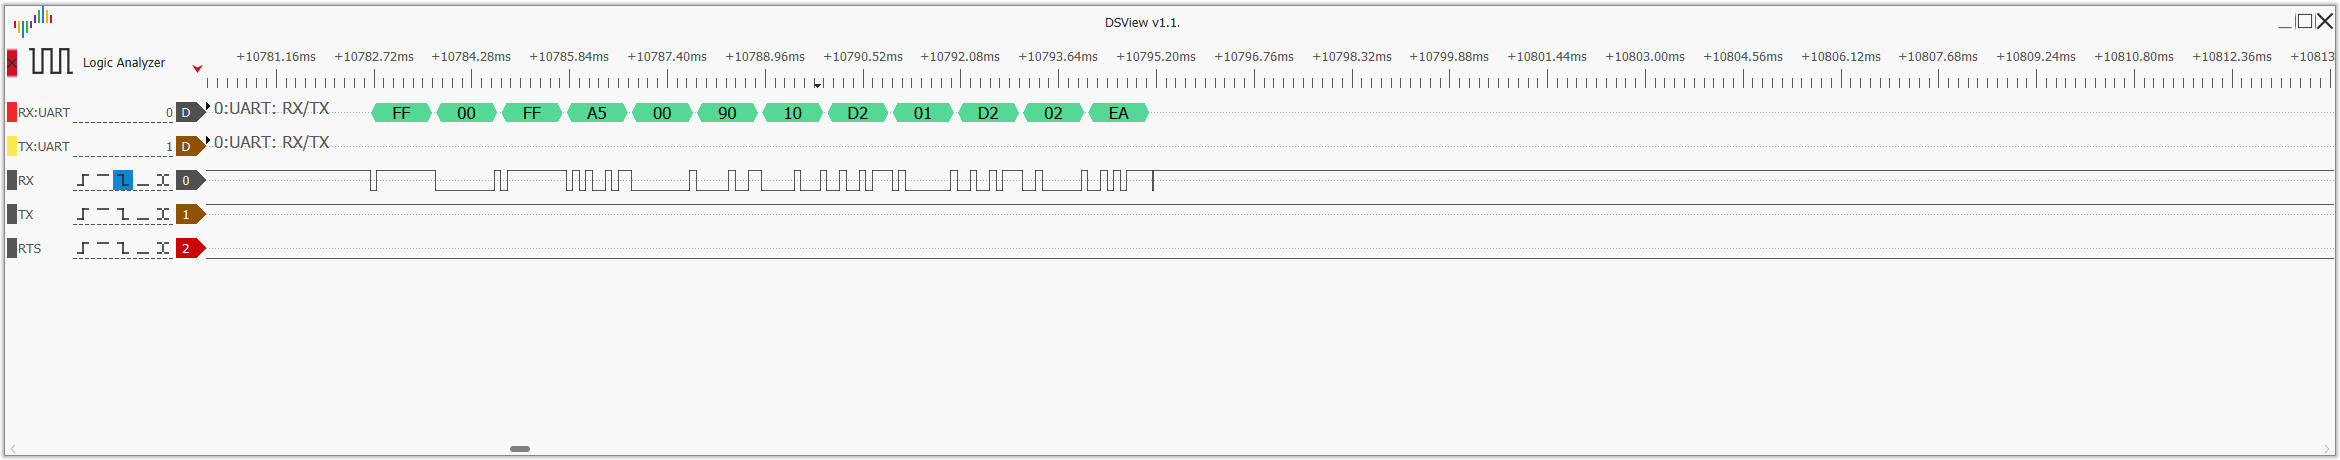 DSView v1.1.
Logic Analyzer
+10781.16ms +10782.72ms +10784.28ms +10785.84ms +10787.40ms +10788.96ms +10790.52ms +10792.08ms +10793.64ms +10795.20ms +10796.76ms +10798.32ms +10799.88ms +10801.44ms +10803.00ms +10804.56ms +10806.12ms +10807.68ms +10809.24ms +10810.80ms +10812.36ms +10813
RX:UART 0 D 0:UART: RX/TX FF 00 FF A5 00 90 10 D2 01 D2 02 EA
TX:UART 1 D 0:UART: RX/TX
RX 0
TX 1
RTS 2